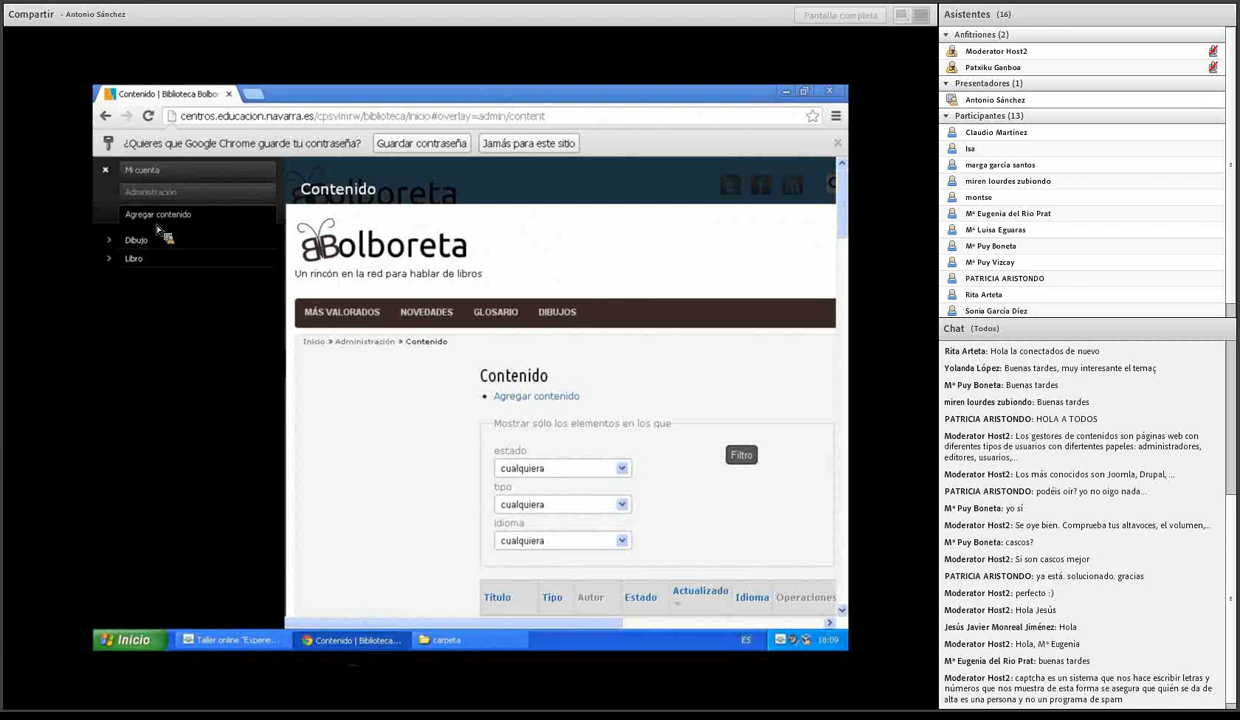 Compartir - Antonio Sánchez
Pantalla completa
Contenido | Biblioteca Bolbo
centros.educacion.navarra.es/cpsvimrw/biblioteca/inicio#overlay=admin/content
¿Quieres que Google Chrome guarde tu contraseña?
Guardar contraseña
Jamás para este sitio
Mi cuenta
Administración
Agregar contenido
Dibujo
Libro
Contenido
Bolboreta
Un rincón en la red para hablar de libros
MÁS VALORADOS NOVEDADES GLOSARIO DIBUJOS
Inicio » Administración » Contenido
Contenido
Agregar contenido
Mostrar sólo los elementos en los que
estado
cualquiera
Filtro
tipo
cualquiera
idioma
cualquiera
Título Tipo Autor Estado Actualizado Idioma Operaciones
Inicio
Taller online "Experie...
Contenido | Biblioteca...
carpeta
ES
18:09
Asistentes (16)
Anfitriones (2)
Moderator Host2
Patxiku Ganboa
Presentadores (1)
Antonio Sánchez
Participantes (13)
Claudio Martínez
Isa
marga garcía santos
miren lourdes zubiondo
montse
Mª Eugenia del Rio Prat
Mª Luisa Eguaras
Mª Puy Boneta
Mª Puy Vizcay
PATRICIA ARISTONDO
Rita Arteta
Sonia García Díez
Chat (Todos)
Rita Arteta: Hola la conectados de nuevo
Yolanda López: Buenas tardes, muy interesante el temaç
Mª Puy Boneta: Buenas tardes
miren lourdes zubiondo: Buenas tardes
PATRICIA ARISTONDO: HOLA A TODOS
Moderator Host2: Los gestores de contenidos son páginas web con
diferentes tipos de usuarios con difertentes papeles: administradores,
editores, usuarios,...
Moderator Host2: Los más conocidos son Joomla, Drupal, ...
PATRICIA ARISTONDO: podéis oir? yo no oigo nada...
Mª Puy Boneta: yo sí
Moderator Host2: Se oye bien. Comprueba tus altavoces, el volumen,..
Mª Puy Boneta: cascos?
Moderator Host2: Si son cascos mejor
PATRICIA ARISTONDO: ya está. solucionado. gracias
Moderator Host2: perfecto :)
Moderator Host2: Hola Jesús
Jesús Javier Monreal Jiménez: Hola
Moderator Host2: Hola, Mª Eugenia
Mª Eugenia del Rio Prat: buenas tardes
Moderator Host2: captcha es un sistema que nos hace escribir letras y
números que nos muestra de esta forma se asegura que quién se da de
alta es una persona y no un programa de spam